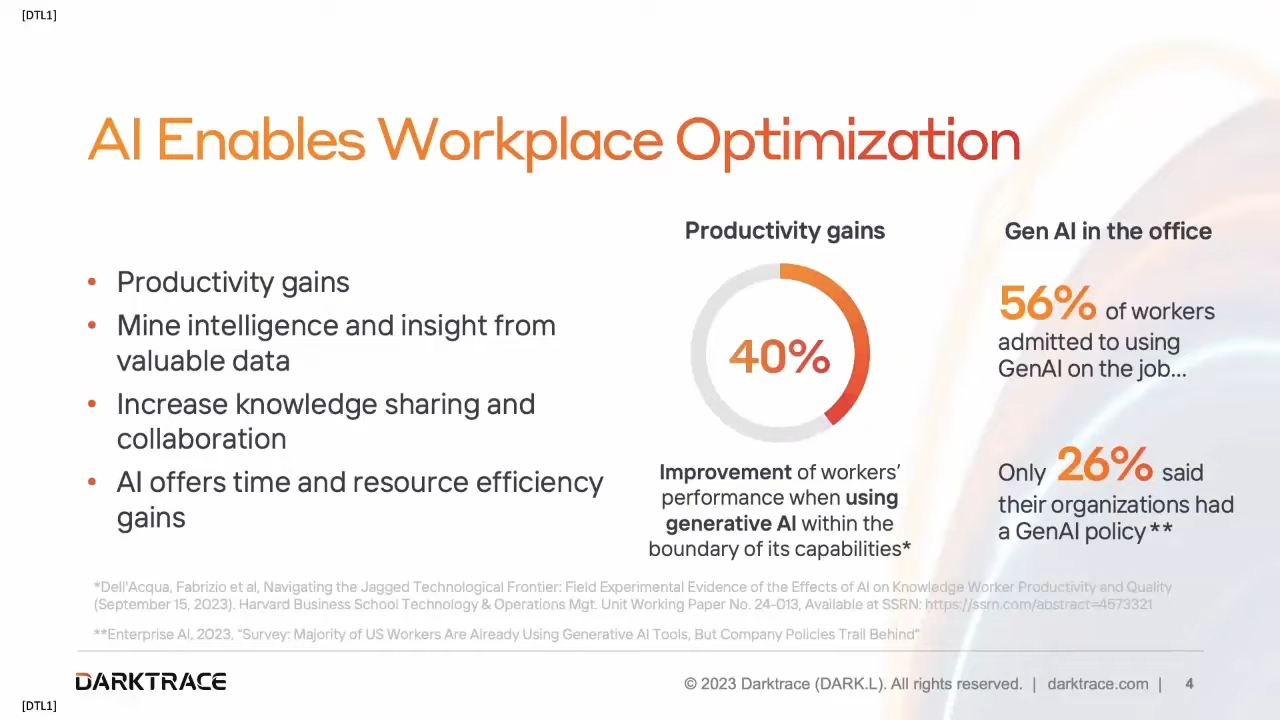 [DTL1]
AI Enables Workplace Optimization
• Productivity gains
• Mine intelligence and insight from
valuable data
• Increase knowledge sharing and
collaboration
• AI offers time and resource efficiency
gains
Productivity gains
40%
Improvement of workers’
performance when using
generative AI within the
boundary of its capabilities*
Gen AI in the office
56% of workers
admitted to using
GenAI on the job...
Only 26% said
their organizations had
a GenAI policy**
*Dell'Acqua, Fabrizio et al, Navigating the Jagged Technological Frontier: Field Experimental Evidence of the Effects of AI on Knowledge Worker Productivity and Quality
(September 15, 2023). Harvard Business School Technology & Operations Mgt. Unit Working Paper No. 24-013, Available at SSRN: https://ssrn.com/abstract=4573321
**Enterprise AI, 2023, "Survey: Majority of US Workers Are Already Using Generative AI Tools, But Company Policies Trail Behind"
DARKTRACE
© 2023 Darktrace (DARK.L). All rights reserved. | darktrace.com | 4
[DTL1]